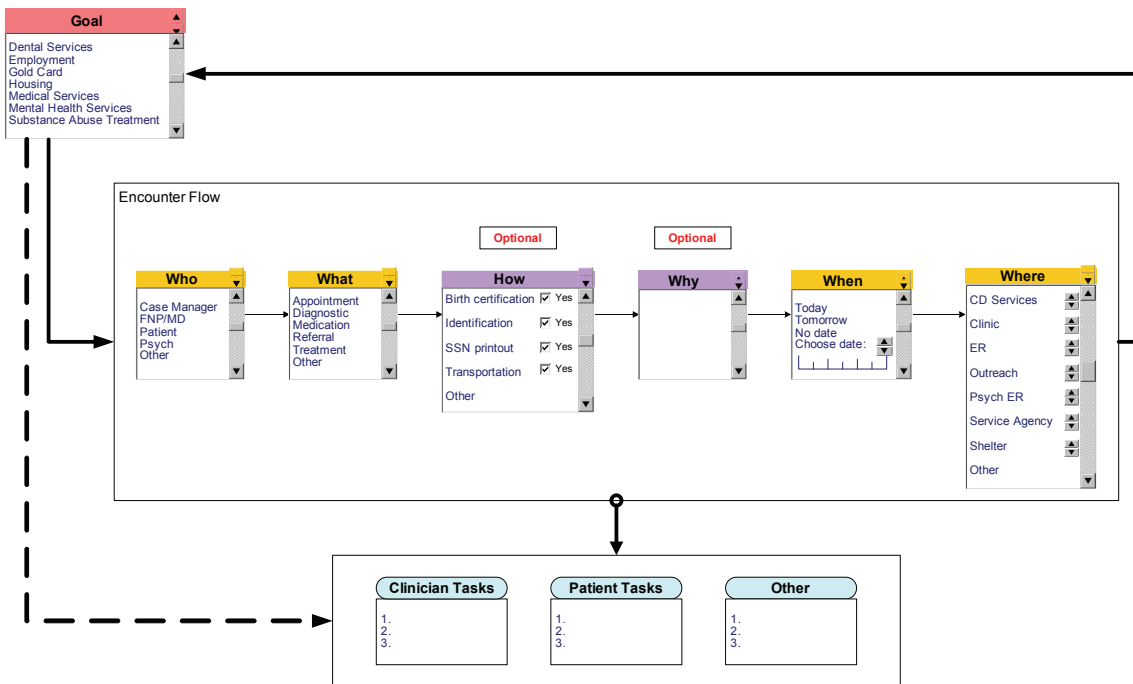 Goal
Dental Services
Employment
Gold Card
Housing
Medical Services
Mental Health Services
Substance Abuse Treatment
Encounter Flow
Optional
Optional
Who
Case Manager
FNP/MD
Patient
Psych
Other
What
Appointment
Diagnostic
Medication
Referral
Treatment
Other
How
Birth certification Yes
Identification Yes
SSN printout Yes
Transportation Yes
Other
Why
When
Today
Tomorrow
No date
Choose date:
Where
CD Services
Clinic
ER
Outreach
Psych ER
Service Agency
Shelter
Other
Clinician Tasks
1.
2.
3.
Patient Tasks
1.
2.
3.
Other
1.
2.
3.